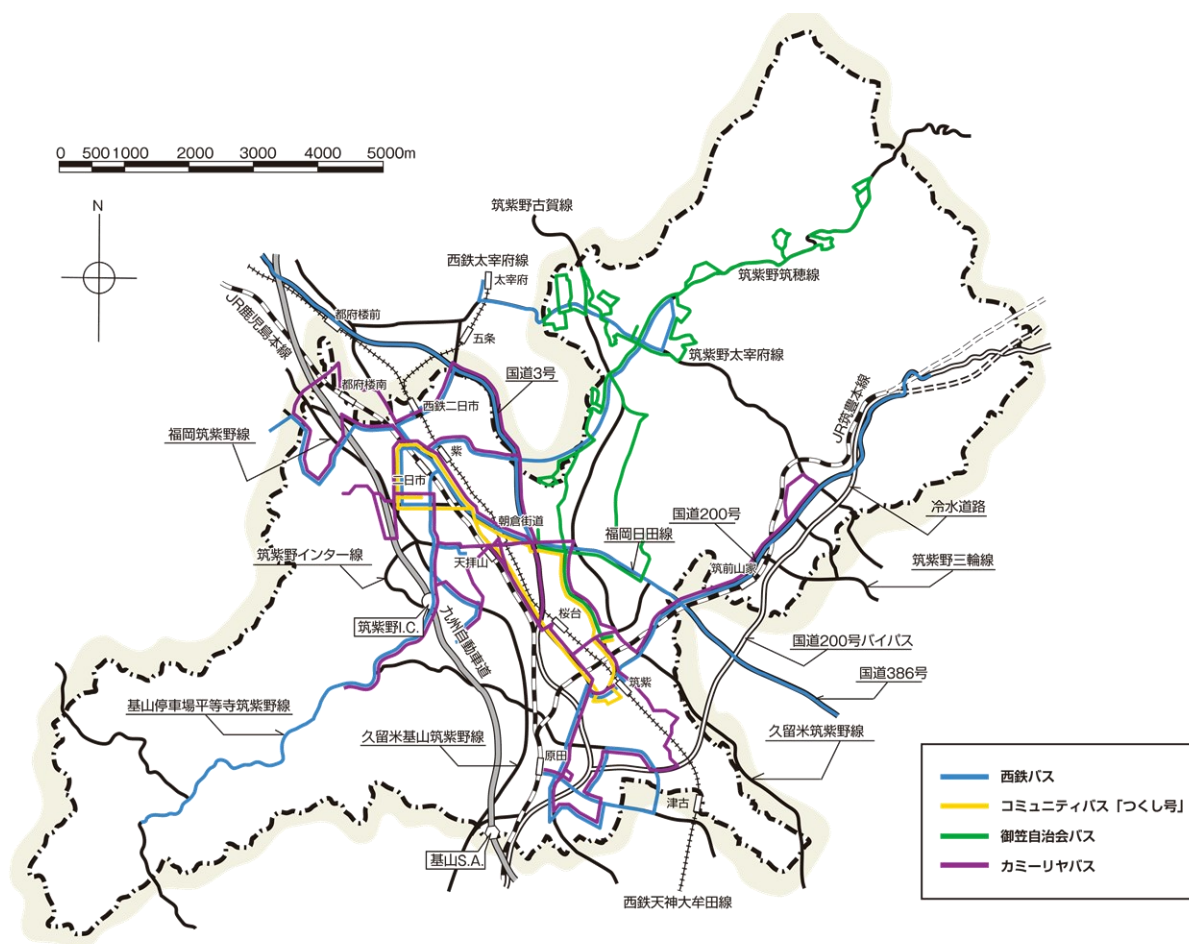 0 500 1000 2000 3000 4000 5000m
N
筑紫野古賀線
西鉄太宰府線
太宰府
筑紫野筑穂線
都府楼前
JR鹿児島本線
五条
筑紫野太宰府線
国道3号
都府楼南
西鉄二日市
JR筑豊本線
福岡筑紫野線
紫
二日市
冷水道路
国道200号
朝倉街道
福岡日田線
筑紫野インター線
天拝山
筑前山家
筑紫野三輪線
桜台
筑紫野I.C.
九州自動車道
国道200号バイパス
筑紫
国道386号
基山停車場平等寺筑紫野線
久留米基山筑紫野線
久留米筑紫野線
原田
津古
基山S.A.
西鉄天神大牟田線
西鉄バス
コミュニティバス「つくし号」
御笠自治会バス
カミーリヤバス